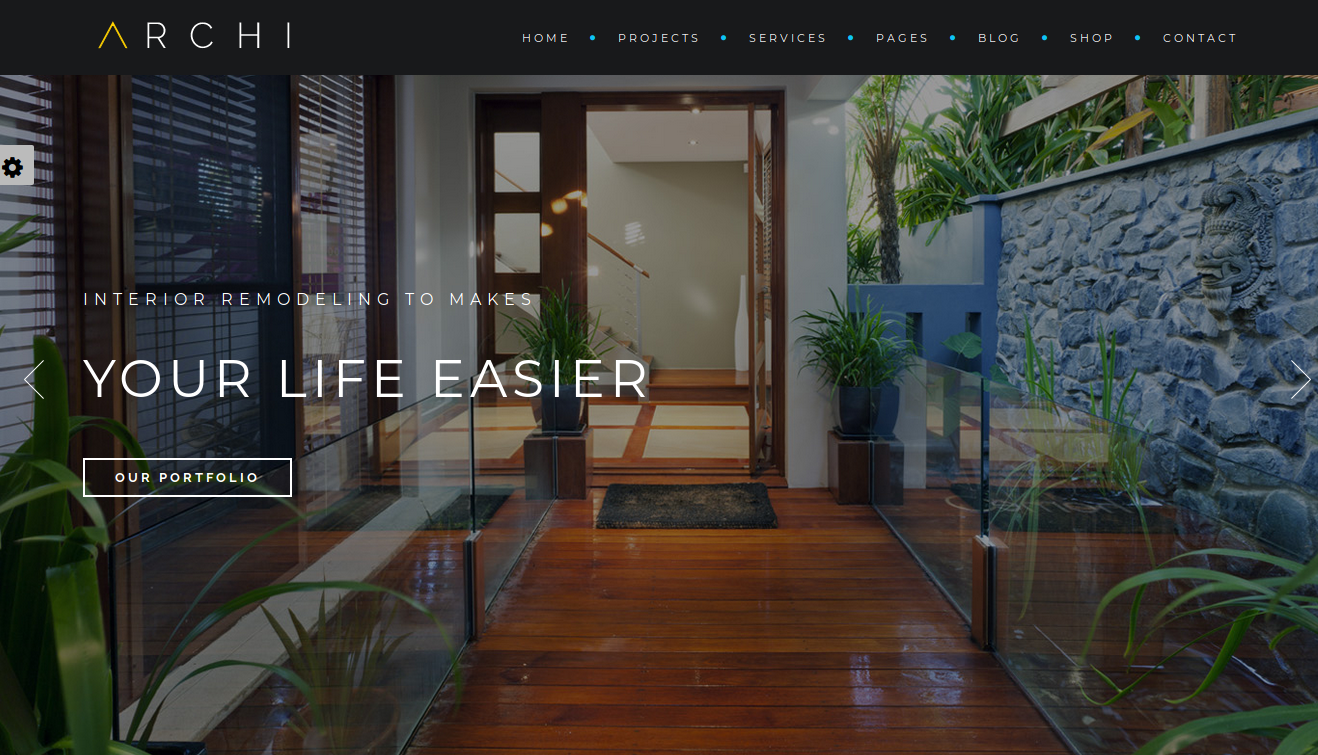 ARCHI
HOME PROJECTS SERVICES PAGES BLOG SHOP CONTACT
INTERIOR REMODELING TO MAKES
YOUR LIFE EASIER
OUR PORTFOLIO